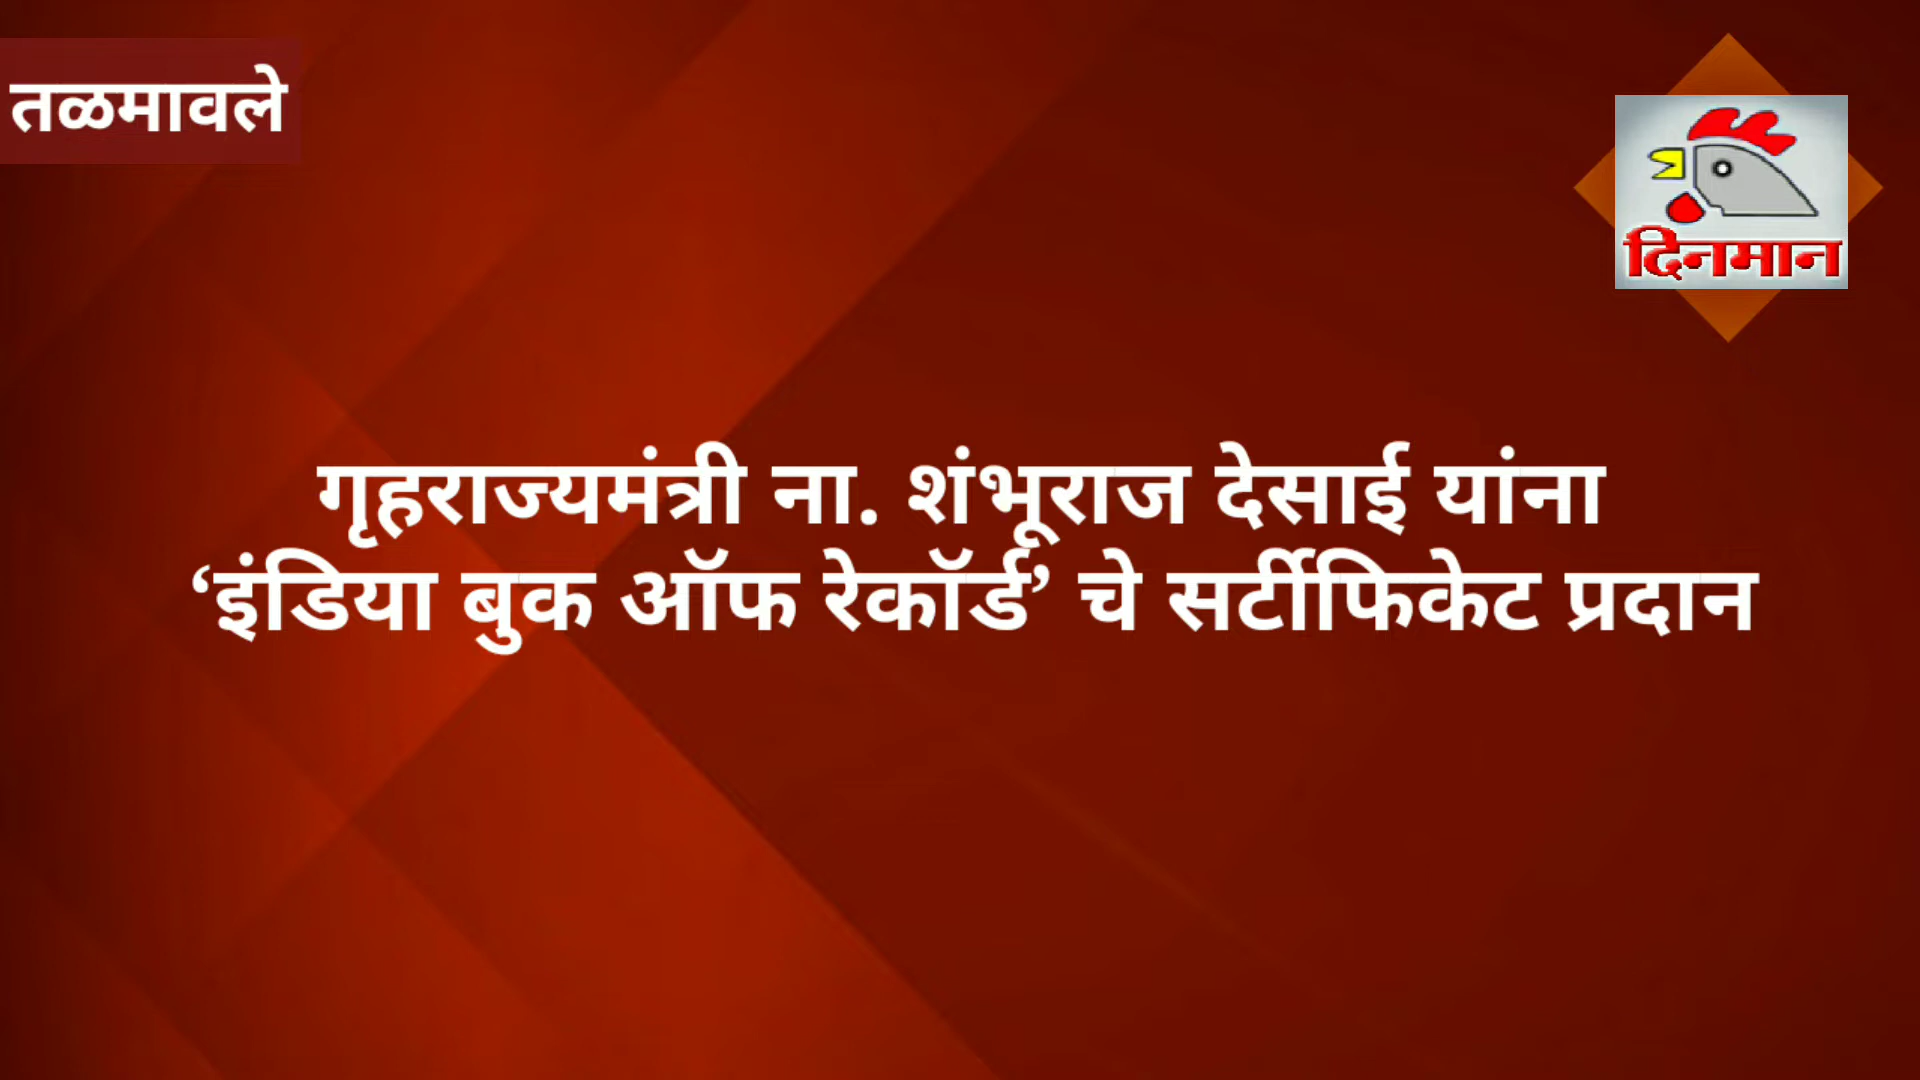 तळमावले
दिनमान
गृहराज्यमंत्री ना. शंभूराज देसाई यांना
‘इंडिया बुक ऑफ रेकॉर्ड’ चे सर्टीफिकेट प्रदान